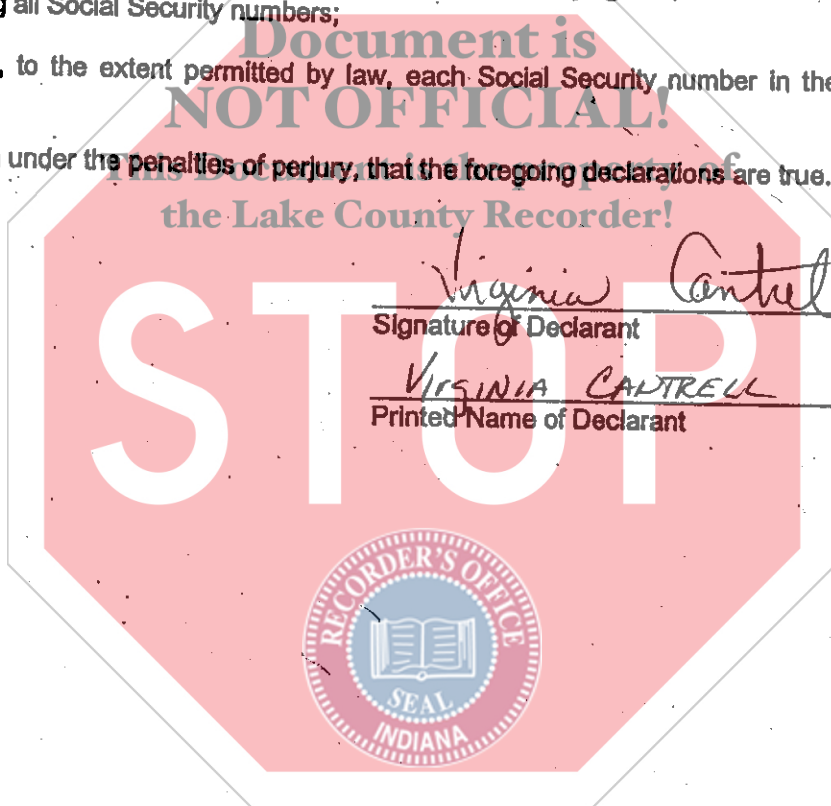 all Social Security numbers;
Document is
to the extent permitted by law, each Social Security number in the
NOT OFFICIAL!
under the penalties of perjury, that the foregoing declarations are true.
This Document is the property of
the Lake County Recorder!
Virginia Cantrel
Signature of Declarant
VIRGINIA CANTRELL
Printed Name of Declarant
STOP
RECORDER'S OFFICE
SEAL
INDIANA